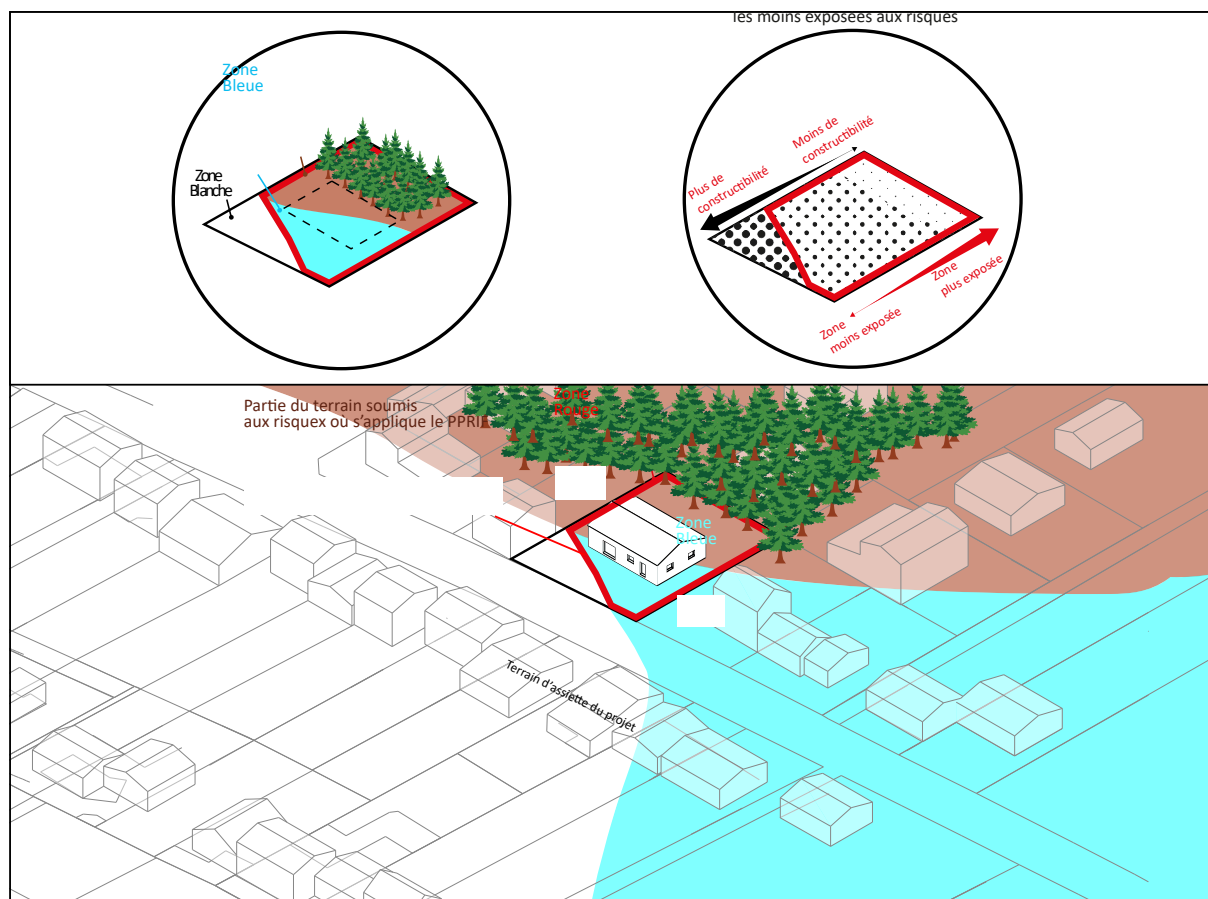 les moins exposées aux risques
Zone
Bleue
Zone
Blanche
Moins de
constructibilité
Plus de
constructibilité
Zone
plus exposée
Zone
moins exposée
Partie du terrain soumis
aux risquex ou s’applique le PPRIF
Zone
Rouge
Zone
Bleue
Terrain d’assiette du projet